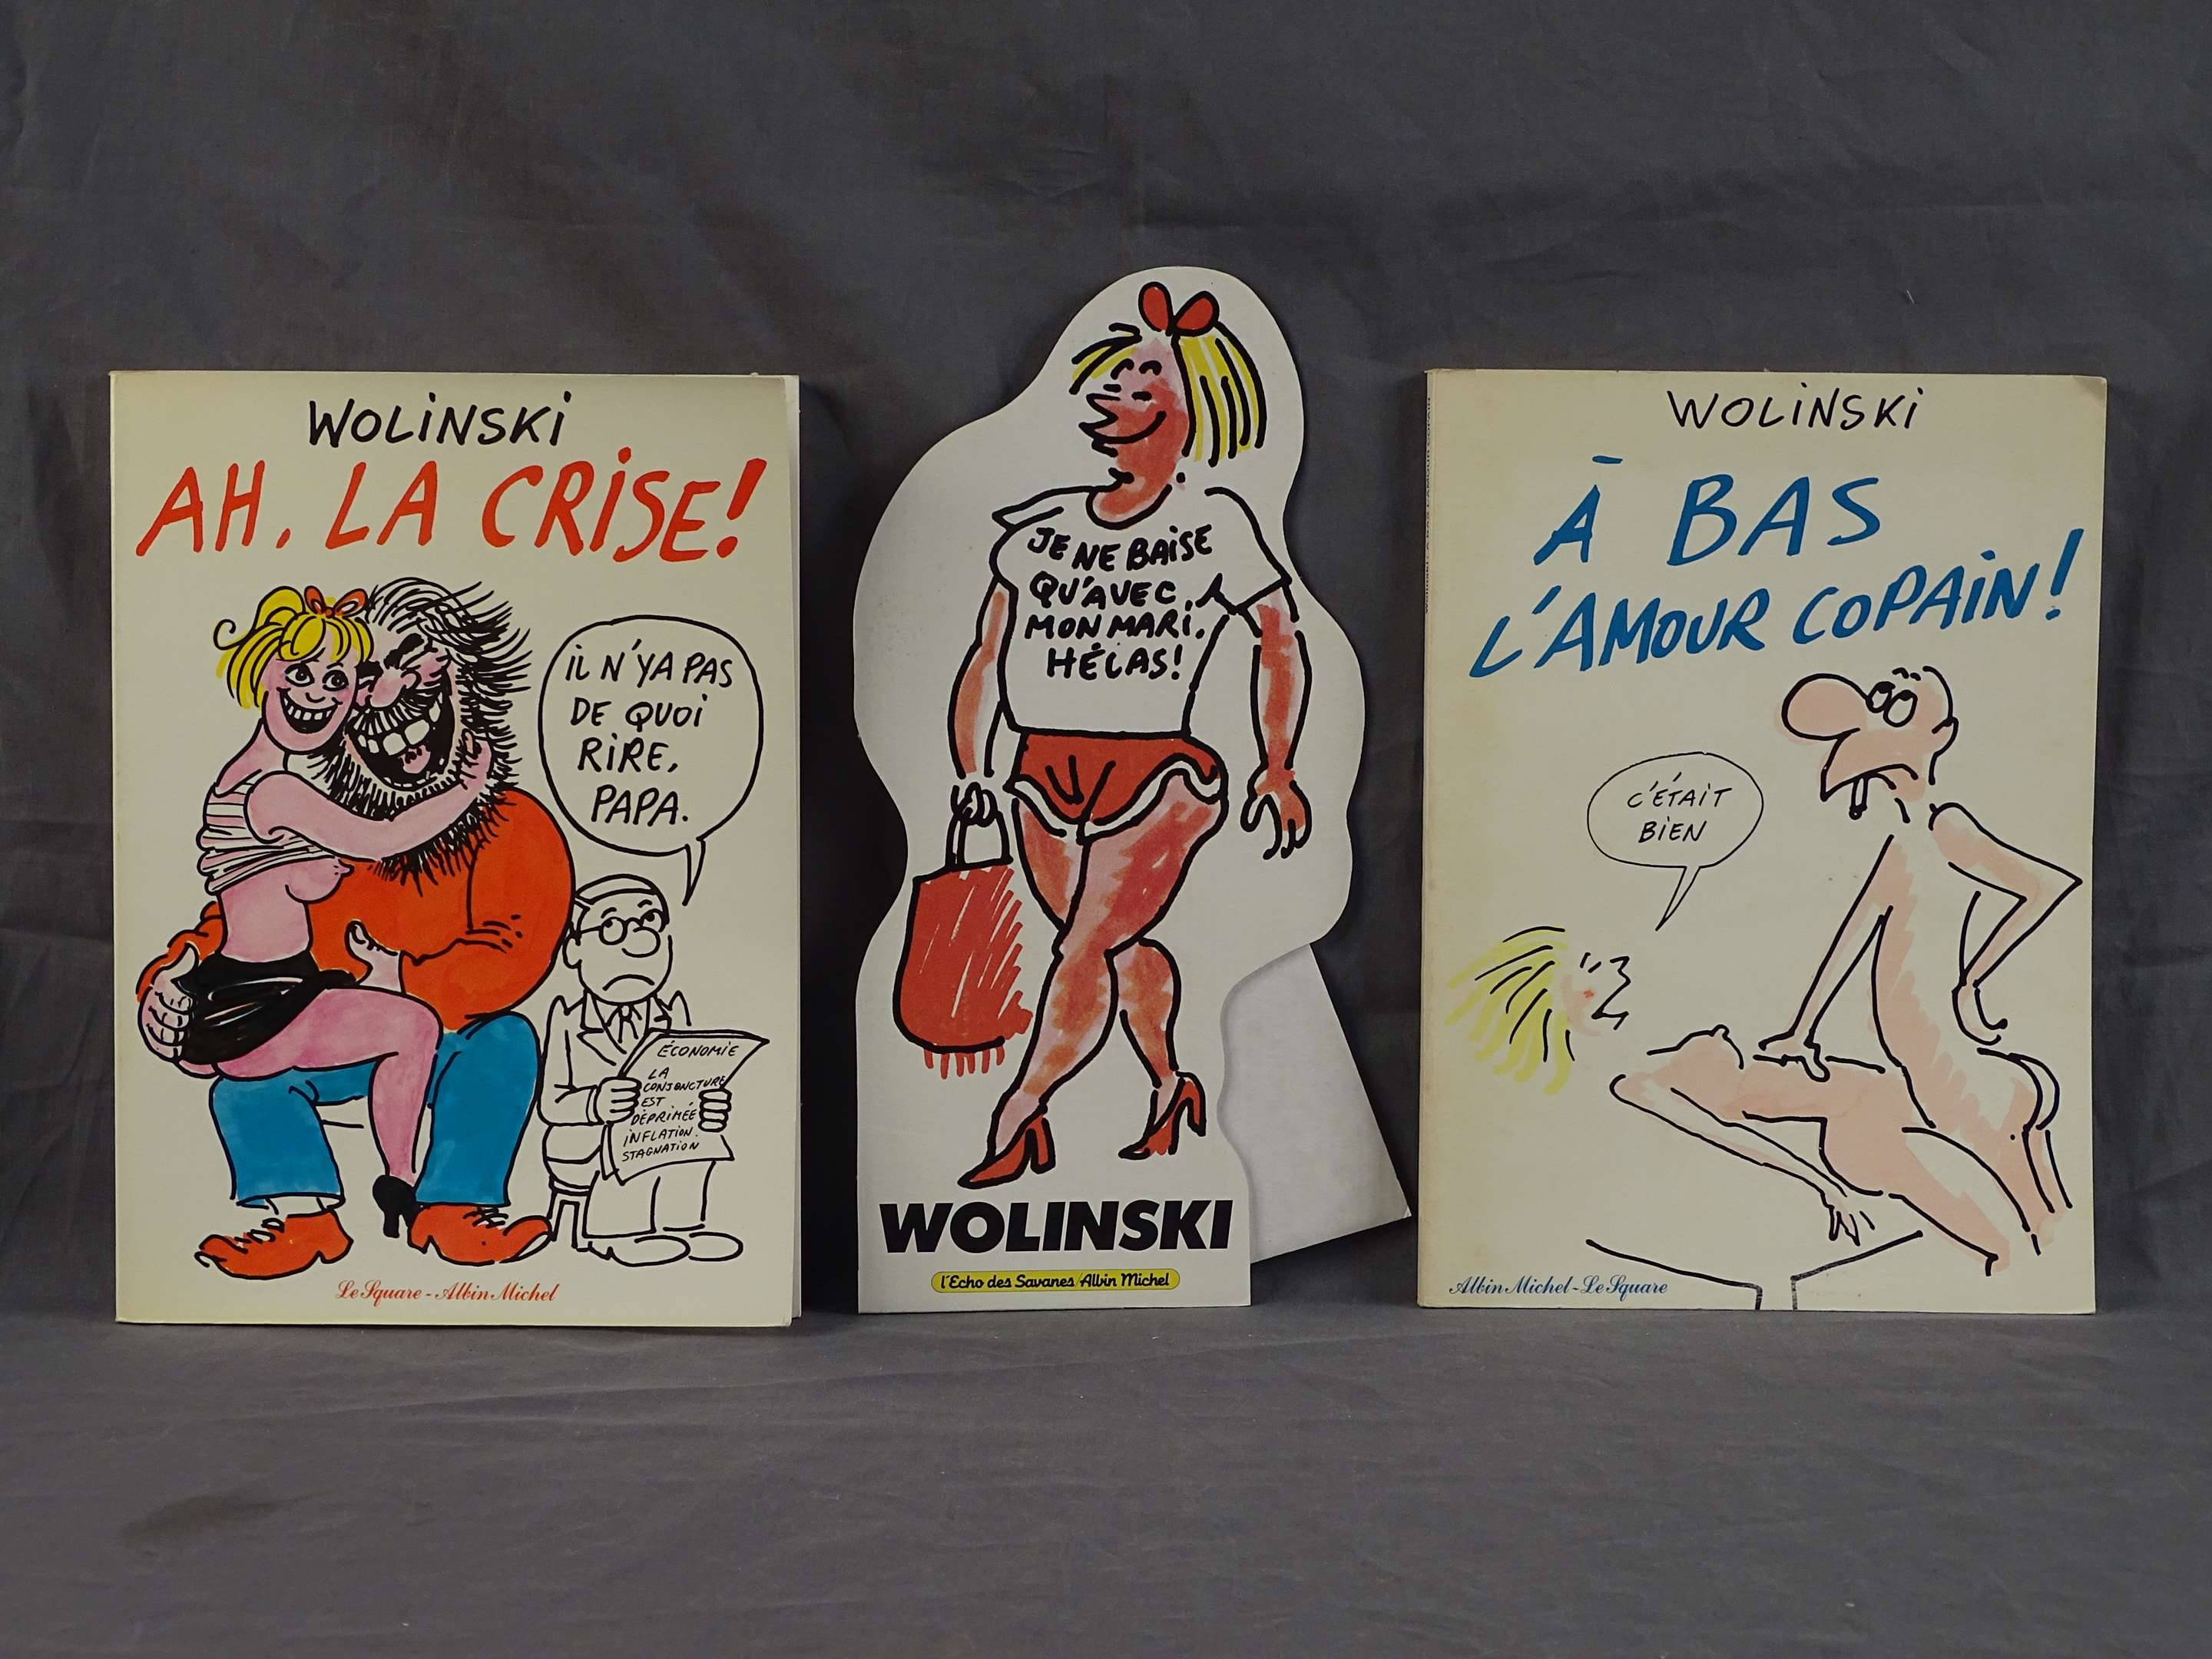 WOLiNSKi
AH, LA CRiSE!
iL N'Y A PAS
DE QUOi
RiRE,
PAPA.
ÉCONOMIE
LA
CONJONCTURE
EST
DÉPRIMÉE
INFLATION.
STAGNATION
Le Square - Albin Michel
JE NE BAiSE
QU'AVEC
MON MARi.
HÉLAS!
WOLINSKI
l'Echo des Savanes/Albin Michel
WOLiNSKi
À BAS
L'AMOUR COPAiN!
C'ÉTAIT
BIEN
Albin Michel - Le Square